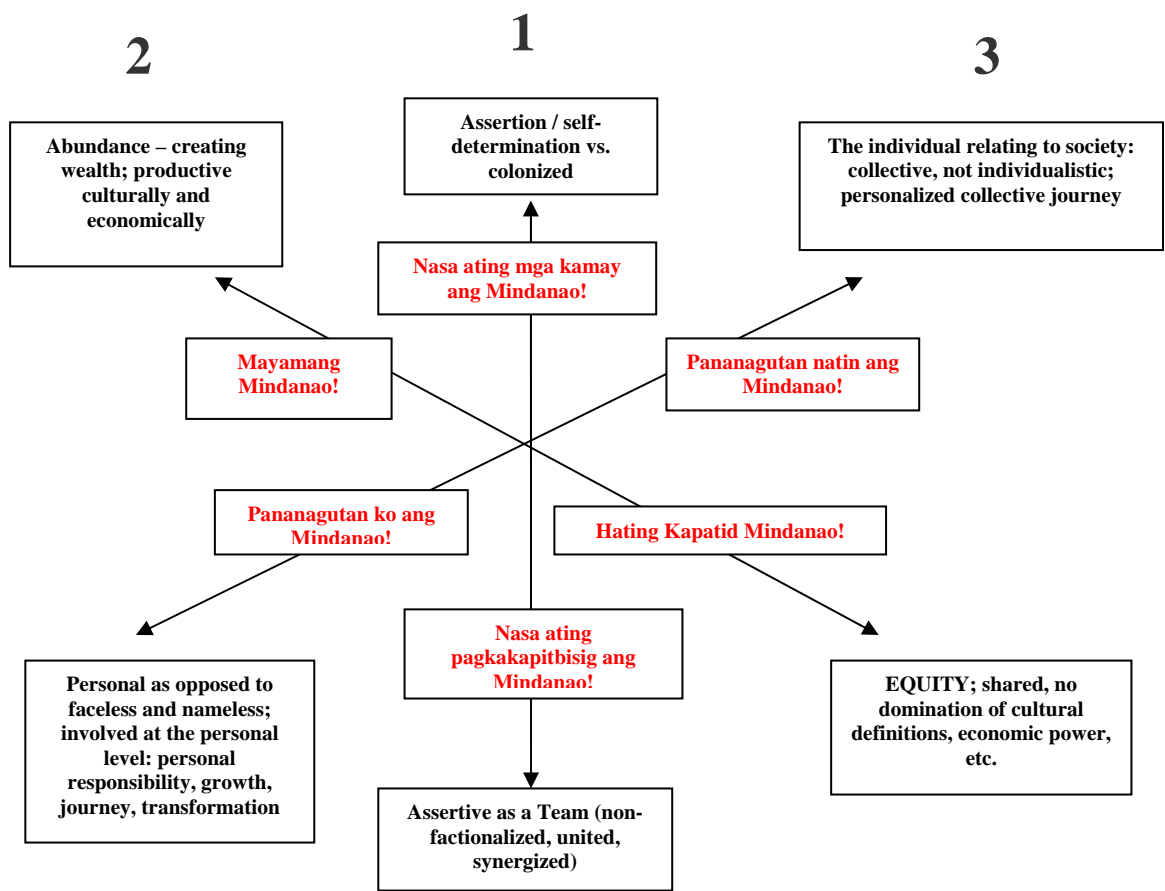 2
1
3
Abundance – creating
wealth; productive
culturally and
economically
Assertion / self-
determination vs.
colonized
The individual relating to society:
collective, not individualistic;
personalized collective journey
Nasa ating mga kamay
ang Mindanao!
Mayamang
Mindanao!
Pananagutan natin ang
Mindanao!
Pananagutan ko ang
Mindanao!
Hating Kapatid Mindanao!
Nasa ating
pagkakapitbisig ang
Mindanao!
Personal as opposed to
faceless and nameless;
involved at the personal
level: personal
responsibility, growth,
journey, transformation
EQUITY; shared, no
domination of cultural
definitions, economic power,
etc.
Assertive as a Team (non-
factionalized, united,
synergized)